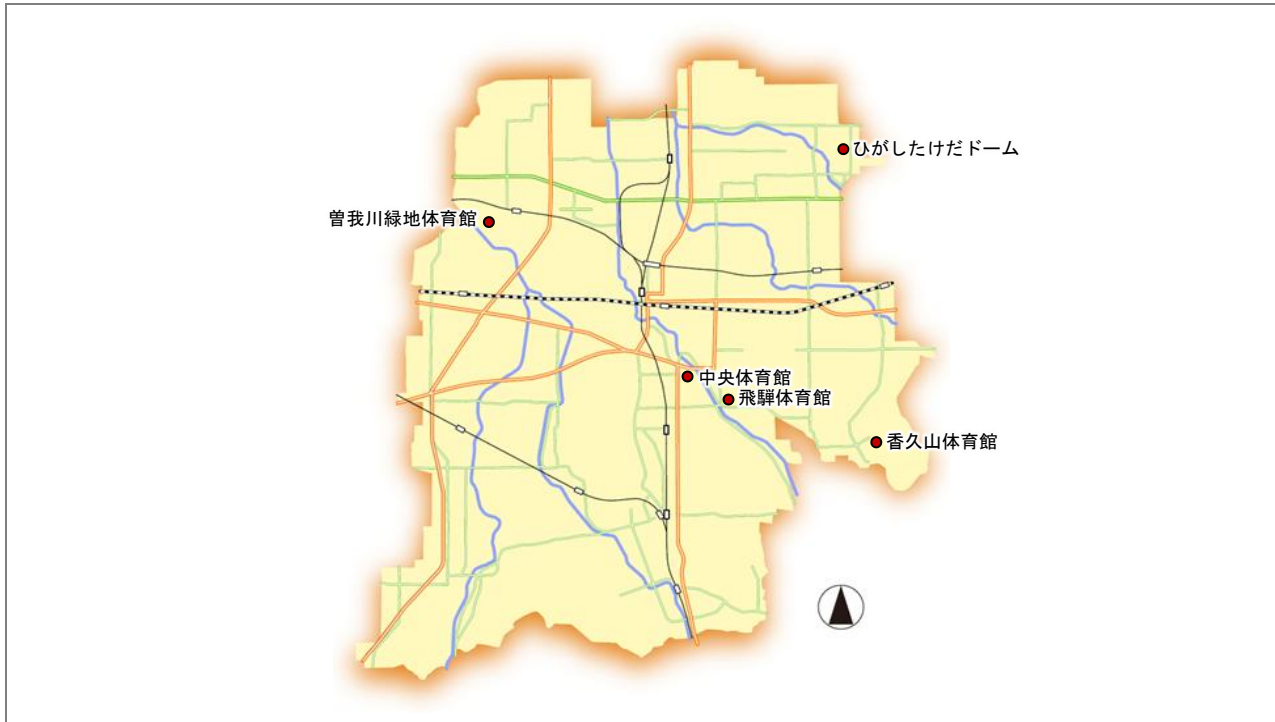 ひがしたけだドーム
曽我川緑地体育館
中央体育館
飛騨体育館
香久山体育館